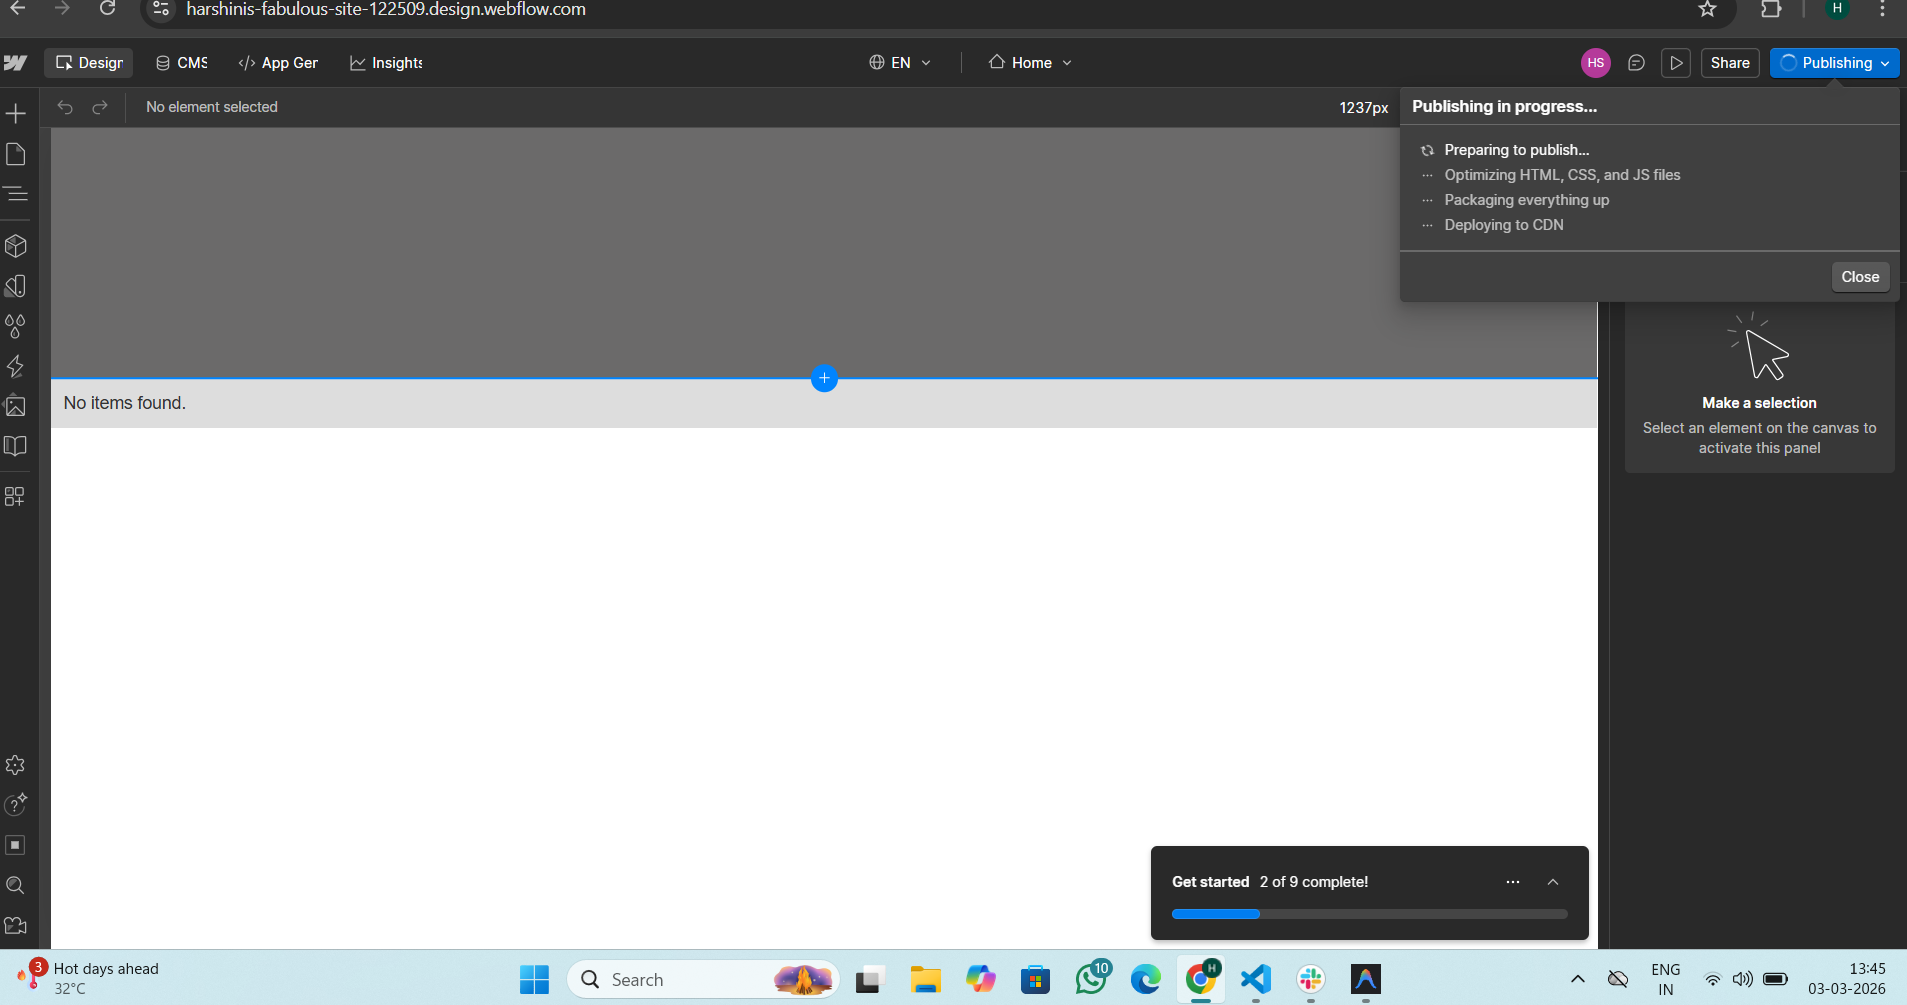 harshinis-fabulous-site-122509.design.webflow.com
H
Design
CMS
App Ger
Insights
EN
Home
HS
Share
Publishing
No element selected
1237px
Publishing in progress...
Preparing to publish...
Optimizing HTML, CSS, and JS files
Packaging everything up
Deploying to CDN
Close
No items found.
Make a selection
Select an element on the canvas to
activate this panel
Get started 2 of 9 complete!
3
Hot days ahead
32°C
Search
10
H
ENG
IN
13:45
03-03-2026